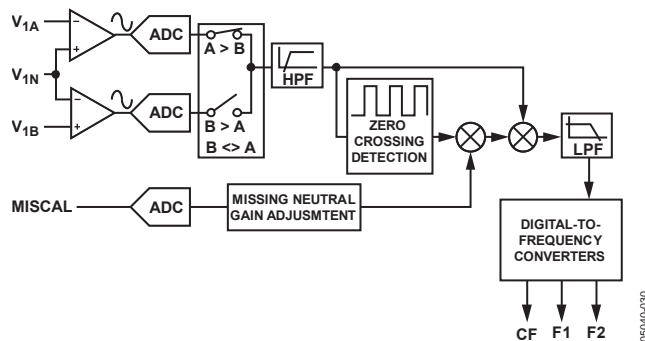 V1A
−
ADC
A > B
+
V1N
HPF
−
ADC
V1B
+
B > A
B <> A
ZERO
CROSSING
DETECTION
LPF
MISCAL
ADC
MISSING NEUTRAL
GAIN ADJUSMTENT
DIGITAL-TO-
FREQUENCY
CONVERTERS
CF
F1
F2
05040-030